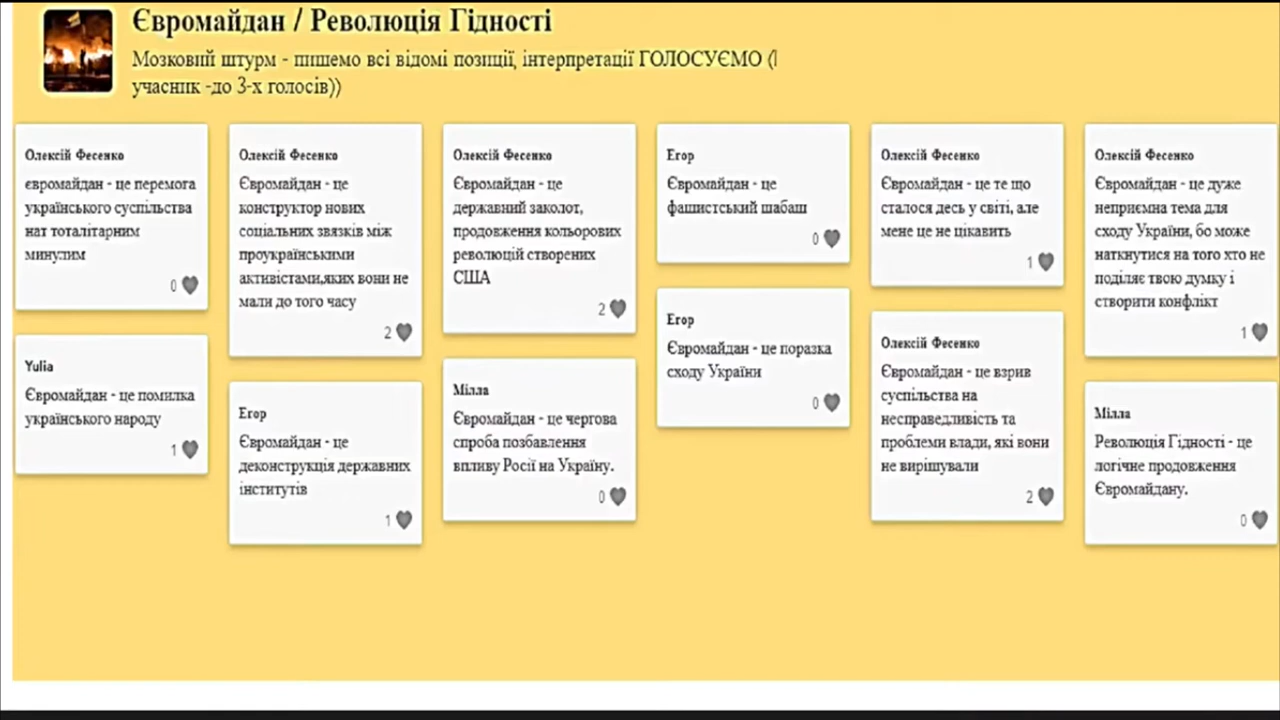 Євромайдан / Революція Гідності
Мозковий штурм - пишемо всі відомі позиції, інтерпретації ГОЛОСУЄМО (1
учасник -до 3-х голосів))
Олексій Фесенко
євромайдан - це перемога
українського суспільства
нат тоталітарним
минулим
0
Yulia
Євромайдан - це помилка
українського народу
1
Олексій Фесенко
Євромайдан - це
конструктор нових
соціальних звязків між
проукраїнськими
активістами,яких вони не
мали до того часу
2
Егор
Євромайдан - це
деконструкція державних
інститутів
1
Олексій Фесенко
Євромайдан - це
державний заколот,
продовження кольорових
революцій створених
США
2
Мілла
Євромайдан - це чергова
спроба позбавлення
впливу Росії на Україну.
0
Егор
Євромайдан - це
фашистський шабаш
0
Егор
Євромайдан - це поразка
сходу України
0
Олексій Фесенко
Євромайдан - це те що
сталося десь у світі, але
мене це не цікавить
1
Олексій Фесенко
Євромайдан - це взрив
суспільства на
несправедливість та
проблеми влади, які вони
не вирішували
2
Олексій Фесенко
Євромайдан - це дуже
неприємна тема для
сходу України, бо може
наткнутися на того хто не
поділяє твою думку і
створити конфлікт
1
Мілла
Революція Гідності - це
логічне продовження
Євромайдану.
0